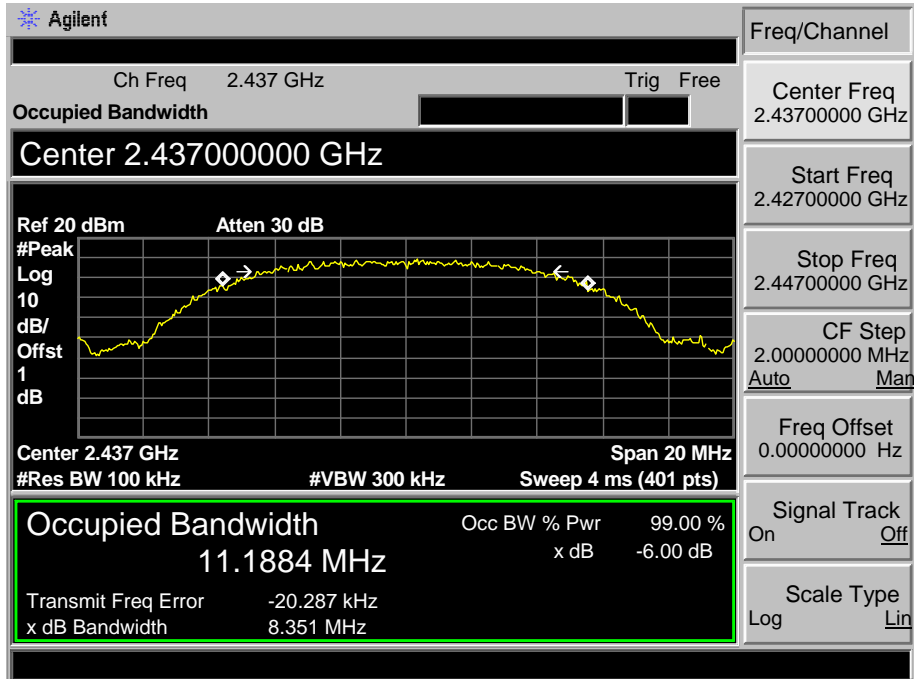 Agilent
Freq/Channel
Ch Freq 2.437 GHz Trig Free
Occupied Bandwidth
Center 2.437000000 GHz
Ref 20 dBm Atten 30 dB
#Peak
Log
10
dB/
Offst
1
dB
Center 2.437 GHz Span 20 MHz
#Res BW 100 kHz #VBW 300 kHz Sweep 4 ms (401 pts)
Occupied Bandwidth Occ BW % Pwr 99.00 %
11.1884 MHz x dB -6.00 dB
Transmit Freq Error -20.287 kHz
x dB Bandwidth 8.351 MHz
Center Freq
2.43700000 GHz
Start Freq
2.42700000 GHz
Stop Freq
2.44700000 GHz
CF Step
2.00000000 MHz
Auto Man
Freq Offset
0.00000000 Hz
Signal Track
On Off
Scale Type
Log Lin